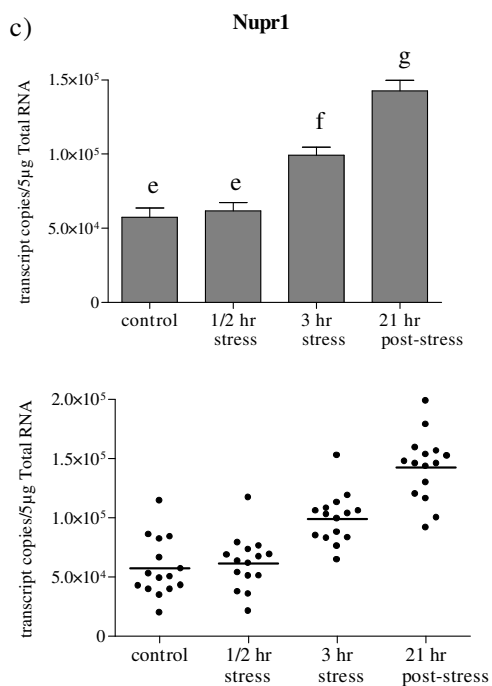 c)
Nupr1
transcript copies/5µg Total RNA
1.5×10⁵
1.0×10⁵
5.0×10⁴
0
e
e
f
g
control
1/2 hr
stress
3 hr
stress
21 hr
post-stress
transcript copies/5µg Total RNA
2.0×10⁵
1.5×10⁵
1.0×10⁵
5.0×10⁴
0
control
1/2 hr
stress
3 hr
stress
21 hr
post-stress